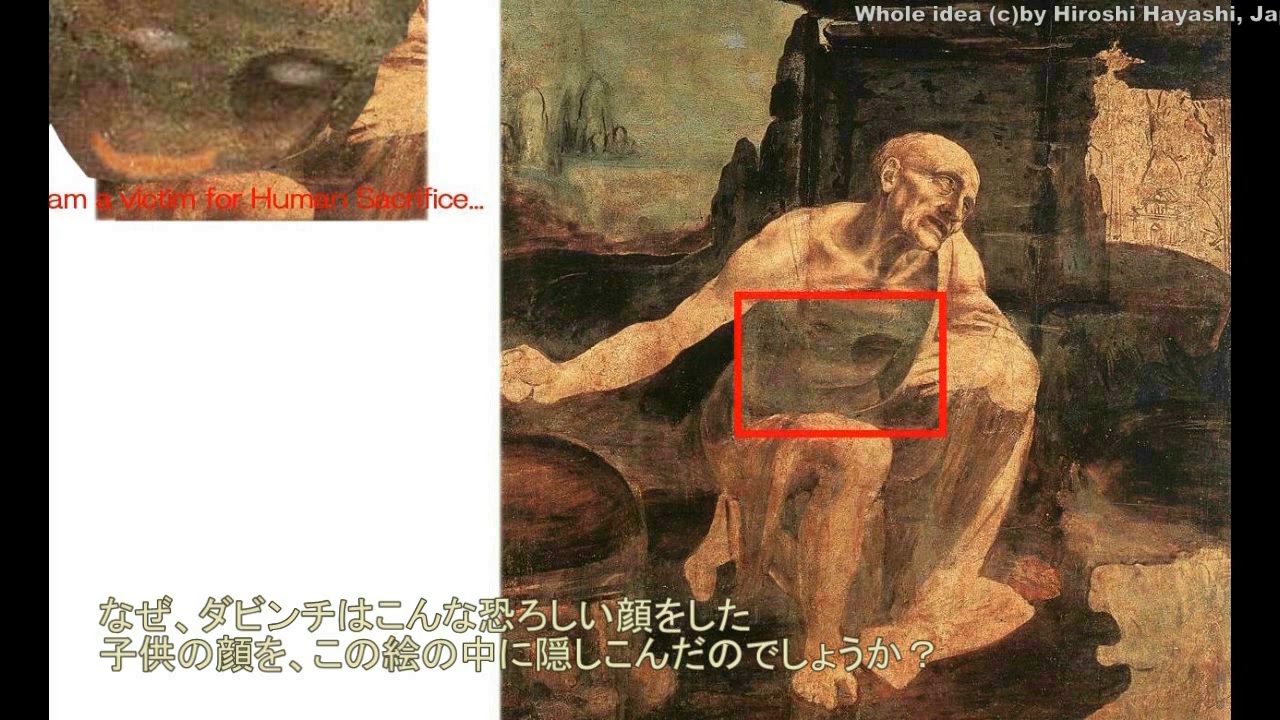 Whole idea (c)by Hiroshi Hayashi, Ja
am a victim for Human Sacrifice...
なぜ、ダビンチはこんな恐ろしい顔をした
子供の顔を、この絵の中に隠しこんだのでしょうか？